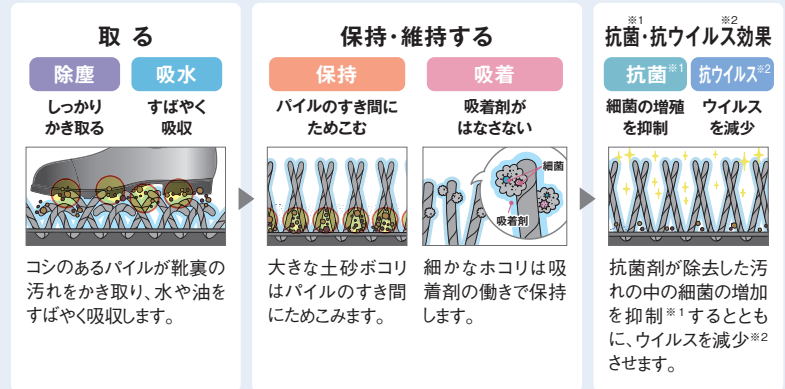 取る
除塵
しっかり
かき取る
吸水
すばやく
吸収
コシのあるパイルが靴裏の
汚れをかき取り、水や油を
すばやく吸収します。
保持・維持する
保持
パイルのすき間に
ためこむ
大きな土砂ボコリ
はパイルのすき間
にためこみます。
吸着
吸着剤が
はなさない
細菌
吸着剤
細かなホコリは吸
着剤の働きで保持
します。
抗菌※1・抗ウイルス※2効果
抗菌※1
細菌の増殖
を抑制
抗ウイルス※2
ウイルス
を減少
抗菌剤が除去した汚
れの中の細菌の増加
を抑制※1するととも
に、ウイルスを減少※2
させます。